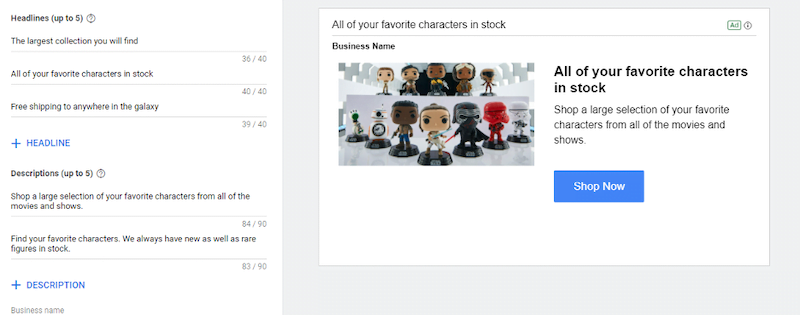 Headlines (up to 5)
The largest collection you will find
36 / 40
All of your favorite characters in stock
40 / 40
Free shipping to anywhere in the galaxy
39 / 40
+ HEADLINE
Descriptions (up to 5)
Shop a large selection of your favorite characters from all of the
movies and shows.
84 / 90
Find your favorite characters. We always have new as well as rare
figures in stock.
83 / 90
+ DESCRIPTION
Business name
All of your favorite characters in stock
Ad
Business Name
All of your favorite characters
in stock
Shop a large selection of your favorite
characters from all of the movies and
shows.
Shop Now